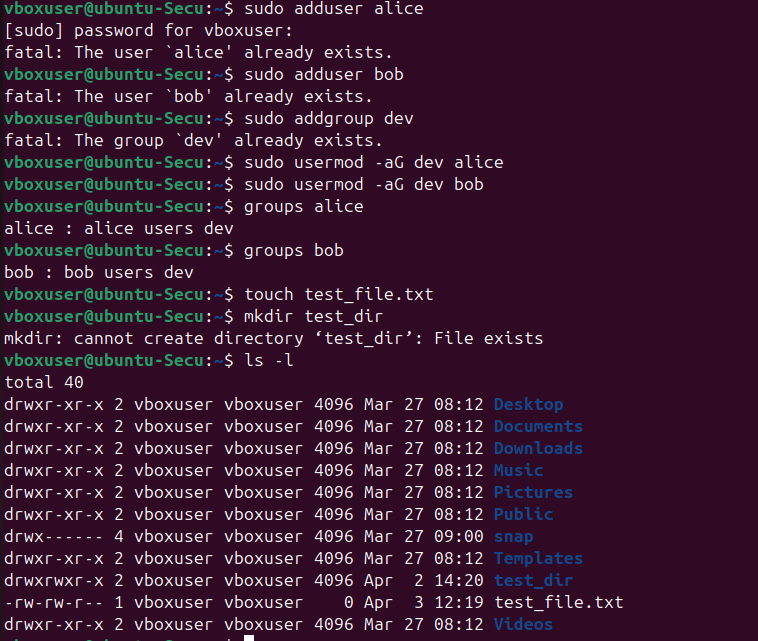 vboxuser@ubuntu-Secu:~$ sudo adduser alice
[sudo] password for vboxuser:
fatal: The user `alice' already exists.
vboxuser@ubuntu-Secu:~$ sudo adduser bob
fatal: The user `bob' already exists.
vboxuser@ubuntu-Secu:~$ sudo addgroup dev
fatal: The group `dev' already exists.
vboxuser@ubuntu-Secu:~$ sudo usermod -aG dev alice
vboxuser@ubuntu-Secu:~$ sudo usermod -aG dev bob
vboxuser@ubuntu-Secu:~$ groups alice
alice : alice users dev
vboxuser@ubuntu-Secu:~$ groups bob
bob : bob users dev
vboxuser@ubuntu-Secu:~$ touch test_file.txt
vboxuser@ubuntu-Secu:~$ mkdir test_dir
mkdir: cannot create directory ‘test_dir’: File exists
vboxuser@ubuntu-Secu:~$ ls -l
total 40
drwxr-xr-x 2 vboxuser vboxuser 4096 Mar 27 08:12 Desktop
drwxr-xr-x 2 vboxuser vboxuser 4096 Mar 27 08:12 Documents
drwxr-xr-x 2 vboxuser vboxuser 4096 Mar 27 08:12 Downloads
drwxr-xr-x 2 vboxuser vboxuser 4096 Mar 27 08:12 Music
drwxr-xr-x 2 vboxuser vboxuser 4096 Mar 27 08:12 Pictures
drwxr-xr-x 2 vboxuser vboxuser 4096 Mar 27 08:12 Public
drwx------ 4 vboxuser vboxuser 4096 Mar 27 09:00 snap
drwxr-xr-x 2 vboxuser vboxuser 4096 Mar 27 08:12 Templates
drwxrwxr-x 2 vboxuser vboxuser 4096 Apr  2 14:20 test_dir
-rw-rw-r-- 1 vboxuser vboxuser    0 Apr  3 12:19 test_file.txt
drwxr-xr-x 2 vboxuser vboxuser 4096 Mar 27 08:12 Videos